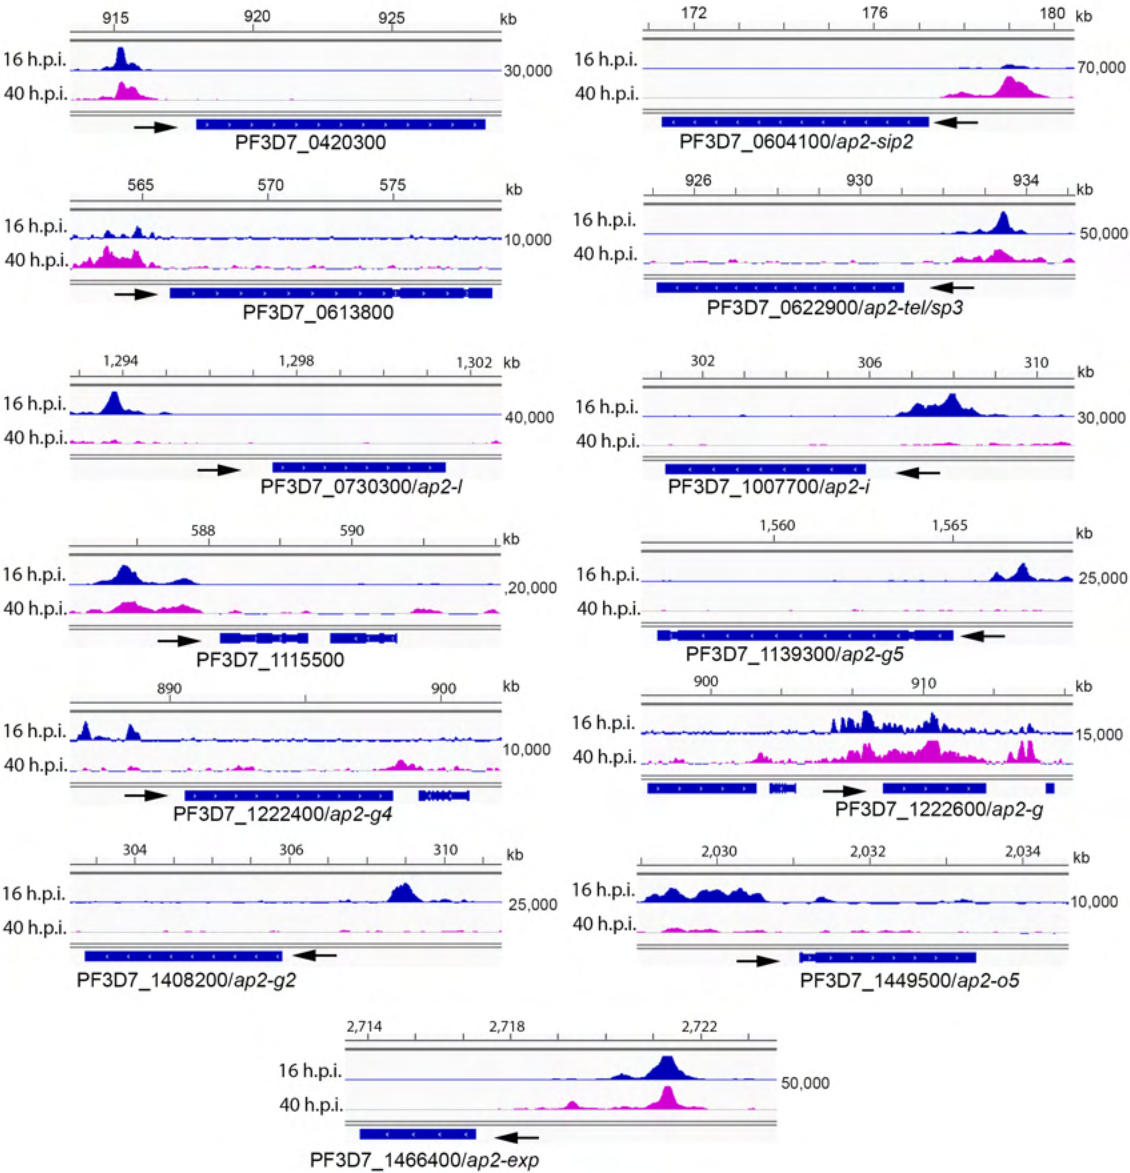 915 920 925 kb
16 h.p.i.
30,000
40 h.p.i.
PF3D7_0420300
172 176 180 kb
16 h.p.i.
70,000
40 h.p.i.
PF3D7_0604100/ap2-sip2
565 570 575 kb
16 h.p.i.
10,000
40 h.p.i.
PF3D7_0613800
926 930 934 kb
16 h.p.i.
50,000
40 h.p.i.
PF3D7_0622900/ap2-tel/sp3
1,294 1,298 1,302 kb
16 h.p.i.
40,000
40 h.p.i.
PF3D7_0730300/ap2-l
302 306 310 kb
16 h.p.i.
30,000
40 h.p.i.
PF3D7_1007700/ap2-i
588 590 kb
16 h.p.i.
,20,000
40 h.p.i.
PF3D7_1115500
1,560 1,565 kb
16 h.p.i.
25,000
40 h.p.i.
PF3D7_1139300/ap2-g5
890 900 kb
16 h.p.i.
10,000
40 h.p.i.
PF3D7_1222400/ap2-g4
900 910 kb
16 h.p.i.
15,000
40 h.p.i.
PF3D7_1222600/ap2-g
304 306 310 kb
16 h.p.i.
25,000
40 h.p.i.
PF3D7_1408200/ap2-g2
2,030 2,032 2,034 kb
16 h.p.i.
10,000
40 h.p.i.
PF3D7_1449500/ap2-o5
2,714 2,718 2,722 kb
16 h.p.i.
50,000
40 h.p.i.
PF3D7_1466400/ap2-exp